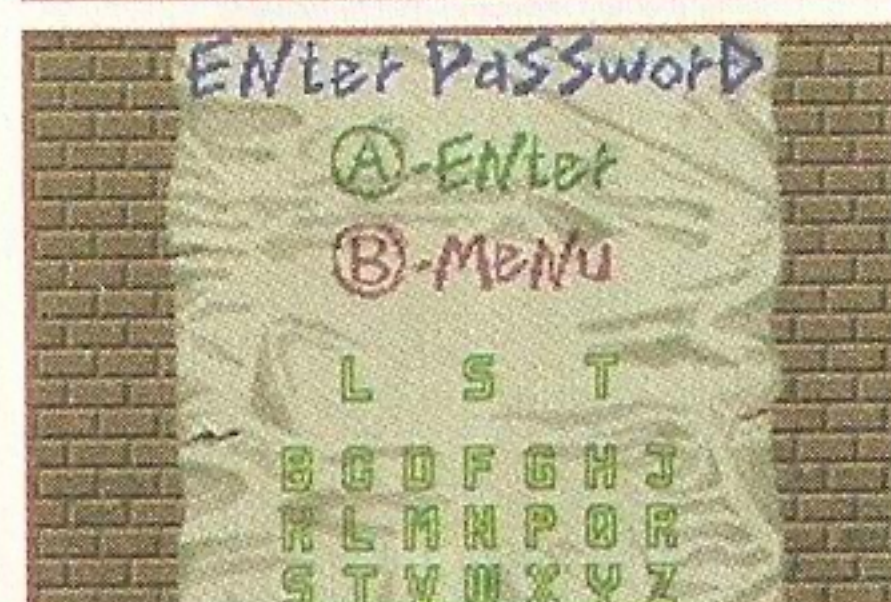 ENter PaSSworD
A-ENter
B-MeNu
L S T
B C D F G H J
K L M N P Q R
S T V W X Y Z